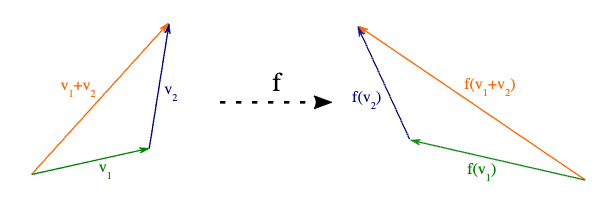 f
v₁+v₂
v₂
v₁
f(v₁+v₂)
f(v₂)
f(v₁)